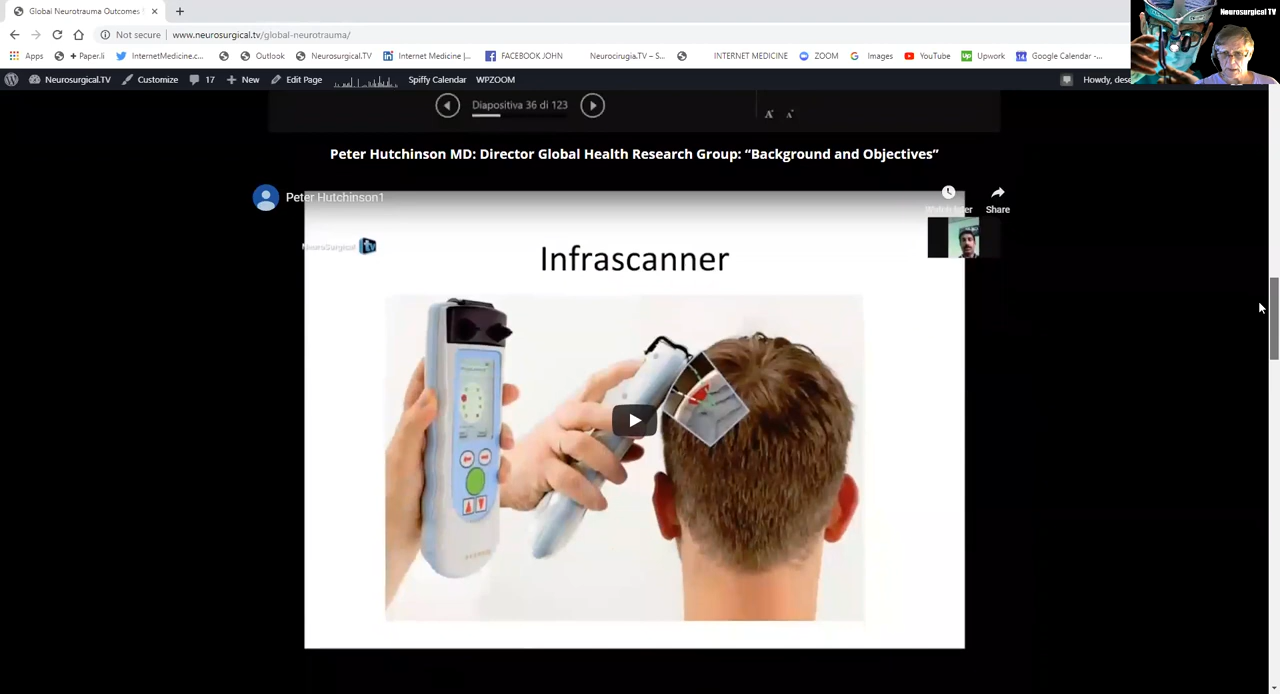 Global Neurotrauma Outcomes
Not secure
www.neurosurgical.tv/global-neurotrauma/
Neurosurgical TV
Apps
+ Paper.li
InternetMedicine.c...
Outlook
Neurosurgical.TV
Internet Medicine |...
FACEBOOK JOHN
Neurocirugia.TV – S...
INTERNET MEDICINE
ZOOM
Images
YouTube
Upwork
Google Calendar -...
Neurosurgical.TV
Customize
17
New
Edit Page
Spiffy Calendar
WPZOOM
Howdy, dese
Diapositiva 36 di 123
Peter Hutchinson MD: Director Global Health Research Group: “Background and Objectives”
Peter Hutchinson1
Watch later
Share
NeuroSurgical tv
Infrascanner